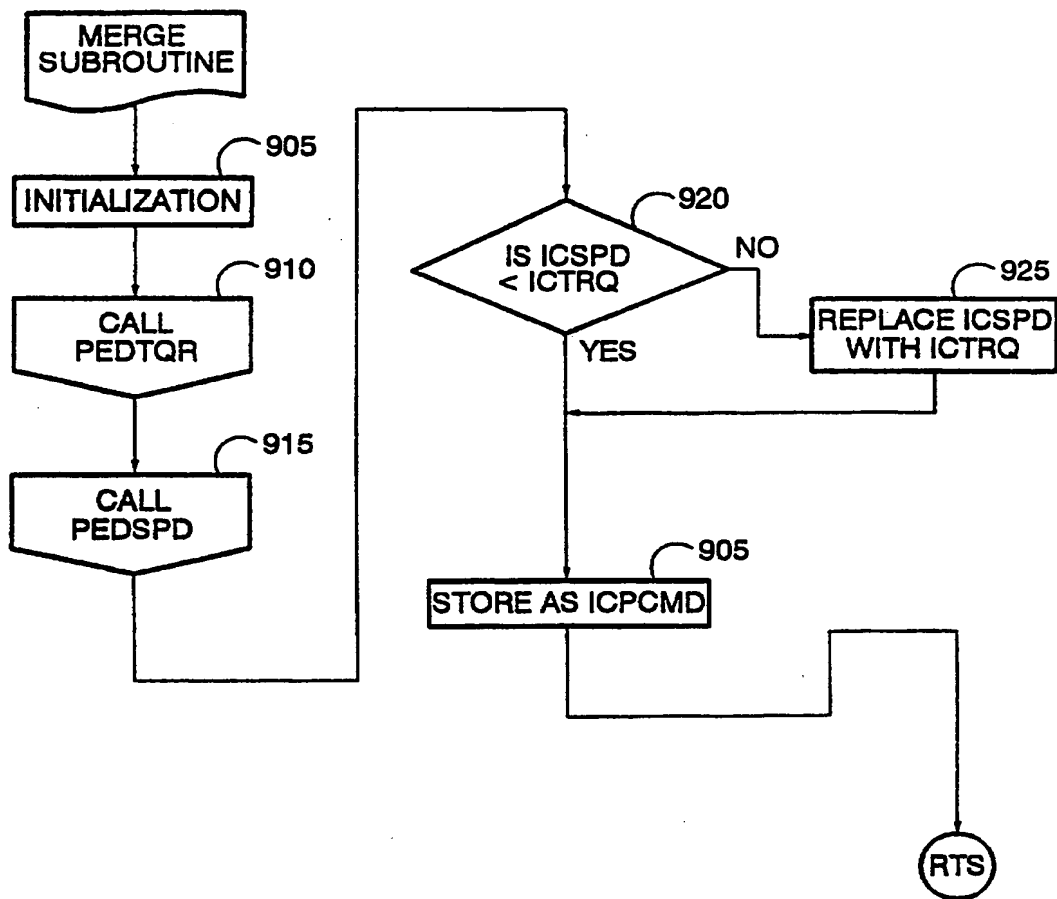 MERGE
SUBROUTINE
905
INITIALIZATION
910
CALL
PEDTQR
915
CALL
PEDSPD
920
IS ICSPD
< ICTRQ
NO
YES
925
REPLACE ICSPD
WITH ICTRQ
905
STORE AS ICPCMD
RTS